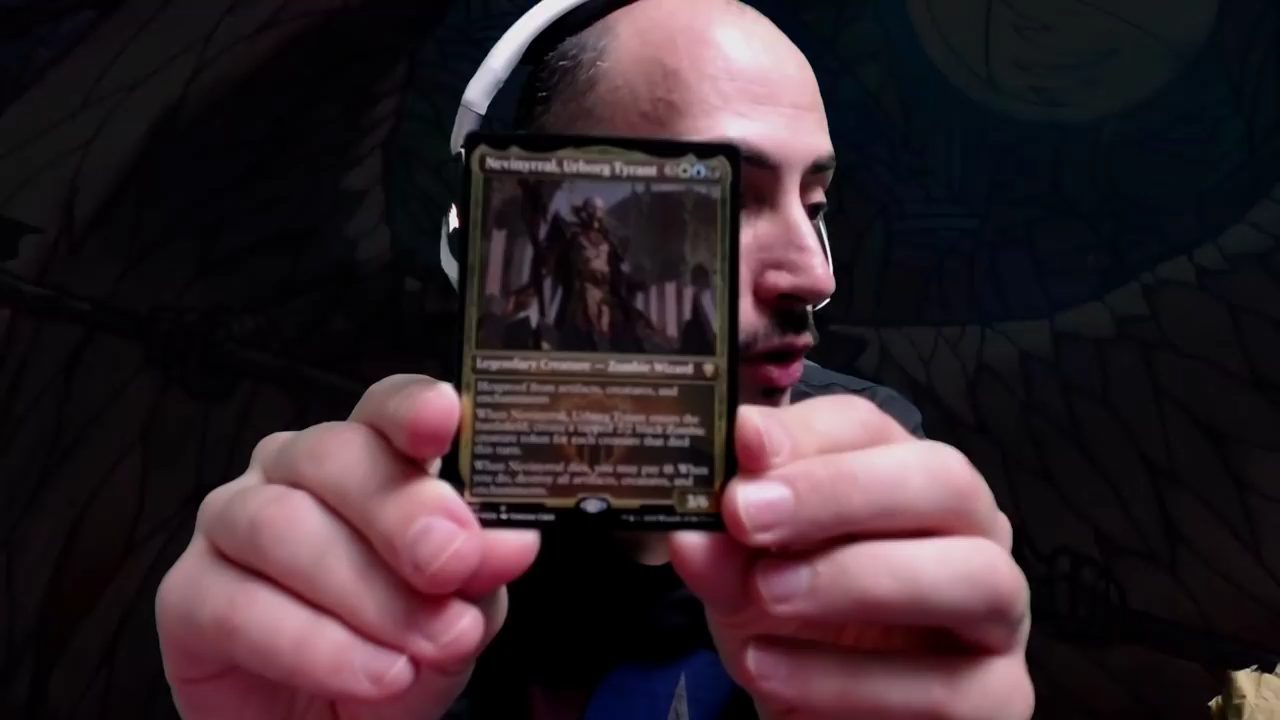 Nevinyrral, Urborg Tyrant
Legendary Creature — Zombie Wizard
Hexproof from artifacts, creatures, and
enchantments
When Nevinyrral, Urborg Tyrant enters the
battlefield, create a tapped 2/2 black Zombie
creature token for each creature that died
this turn.
When Nevinyrral dies, you may pay 1. When
you do, destroy all artifacts, creatures, and
enchantments.
3/6